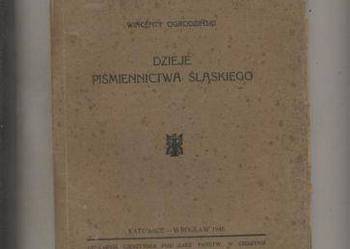 WINCENTY OGRODZIŃSKI
DZIEJE
PIŚMIENNICTWA ŚLĄSKIEGO
KATOWICE — WROCŁAW 1946